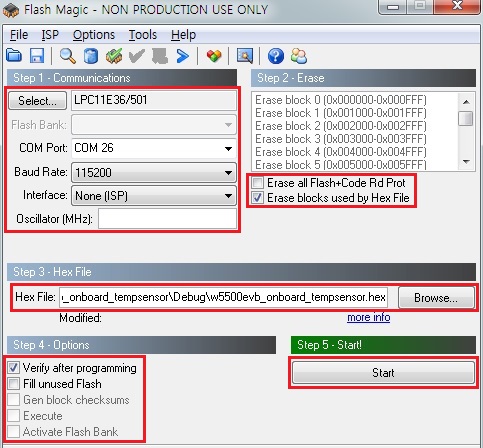 Flash Magic - NON PRODUCTION USE ONLY
File ISP Options Tools Help
Step 1 - Communications
Select... LPC11E36/501
Flash Bank:
COM Port: COM 26
Baud Rate: 115200
Interface: None (ISP)
Oscillator (MHz):
Step 2 - Erase
Erase block 0 (0x000000-0x000FFF)
Erase block 1 (0x001000-0x001FFF)
Erase block 2 (0x002000-0x002FFF)
Erase block 3 (0x003000-0x003FFF)
Erase block 4 (0x004000-0x004FFF)
Erase block 5 (0x005000-0x005FFF)
Erase all Flash+Code Rd Prot
Erase blocks used by Hex File
Step 3 - Hex File
Hex File: _onboard_tempsensor\Debug\w5500evb_onboard_tempsensor.hex Browse...
Modified: more info
Step 4 - Options
Verify after programming
Fill unused Flash
Gen block checksums
Execute
Activate Flash Bank
Step 5 - Start!
Start